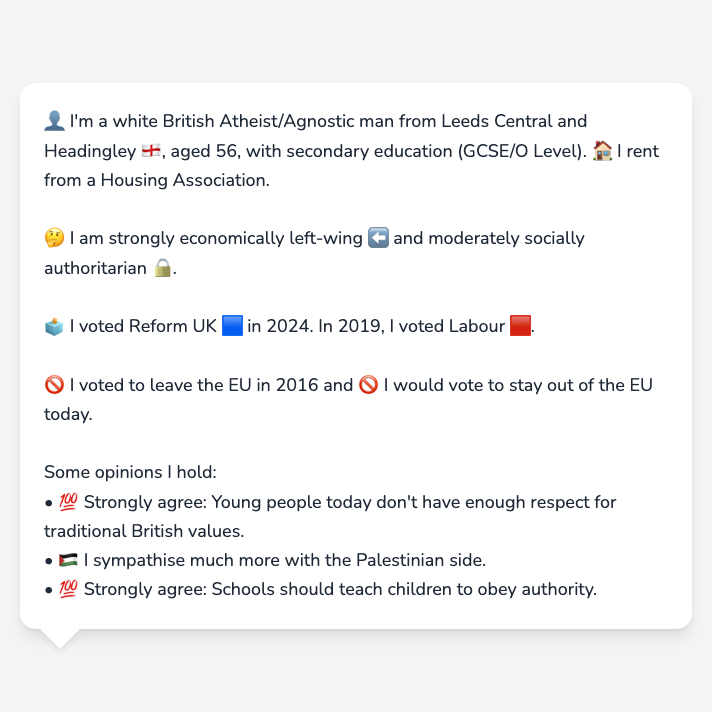 👤 I'm a white British Atheist/Agnostic man from Leeds Central and
Headingley 🏴󠁧󠁢󠁥󠁮󠁧󠁿, aged 56, with secondary education (GCSE/O Level). 🏠 I rent
from a Housing Association.
🤔 I am strongly economically left-wing ⬅️ and moderately socially
authoritarian 🔒.
🗳️ I voted Reform UK 🟦 in 2024. In 2019, I voted Labour 🟥.
🚫 I voted to leave the EU in 2016 and 🚫 I would vote to stay out of the EU
today.
Some opinions I hold:
• 💯 Strongly agree: Young people today don't have enough respect for
traditional British values.
• 🇵🇸 I sympathise much more with the Palestinian side.
• 💯 Strongly agree: Schools should teach children to obey authority.